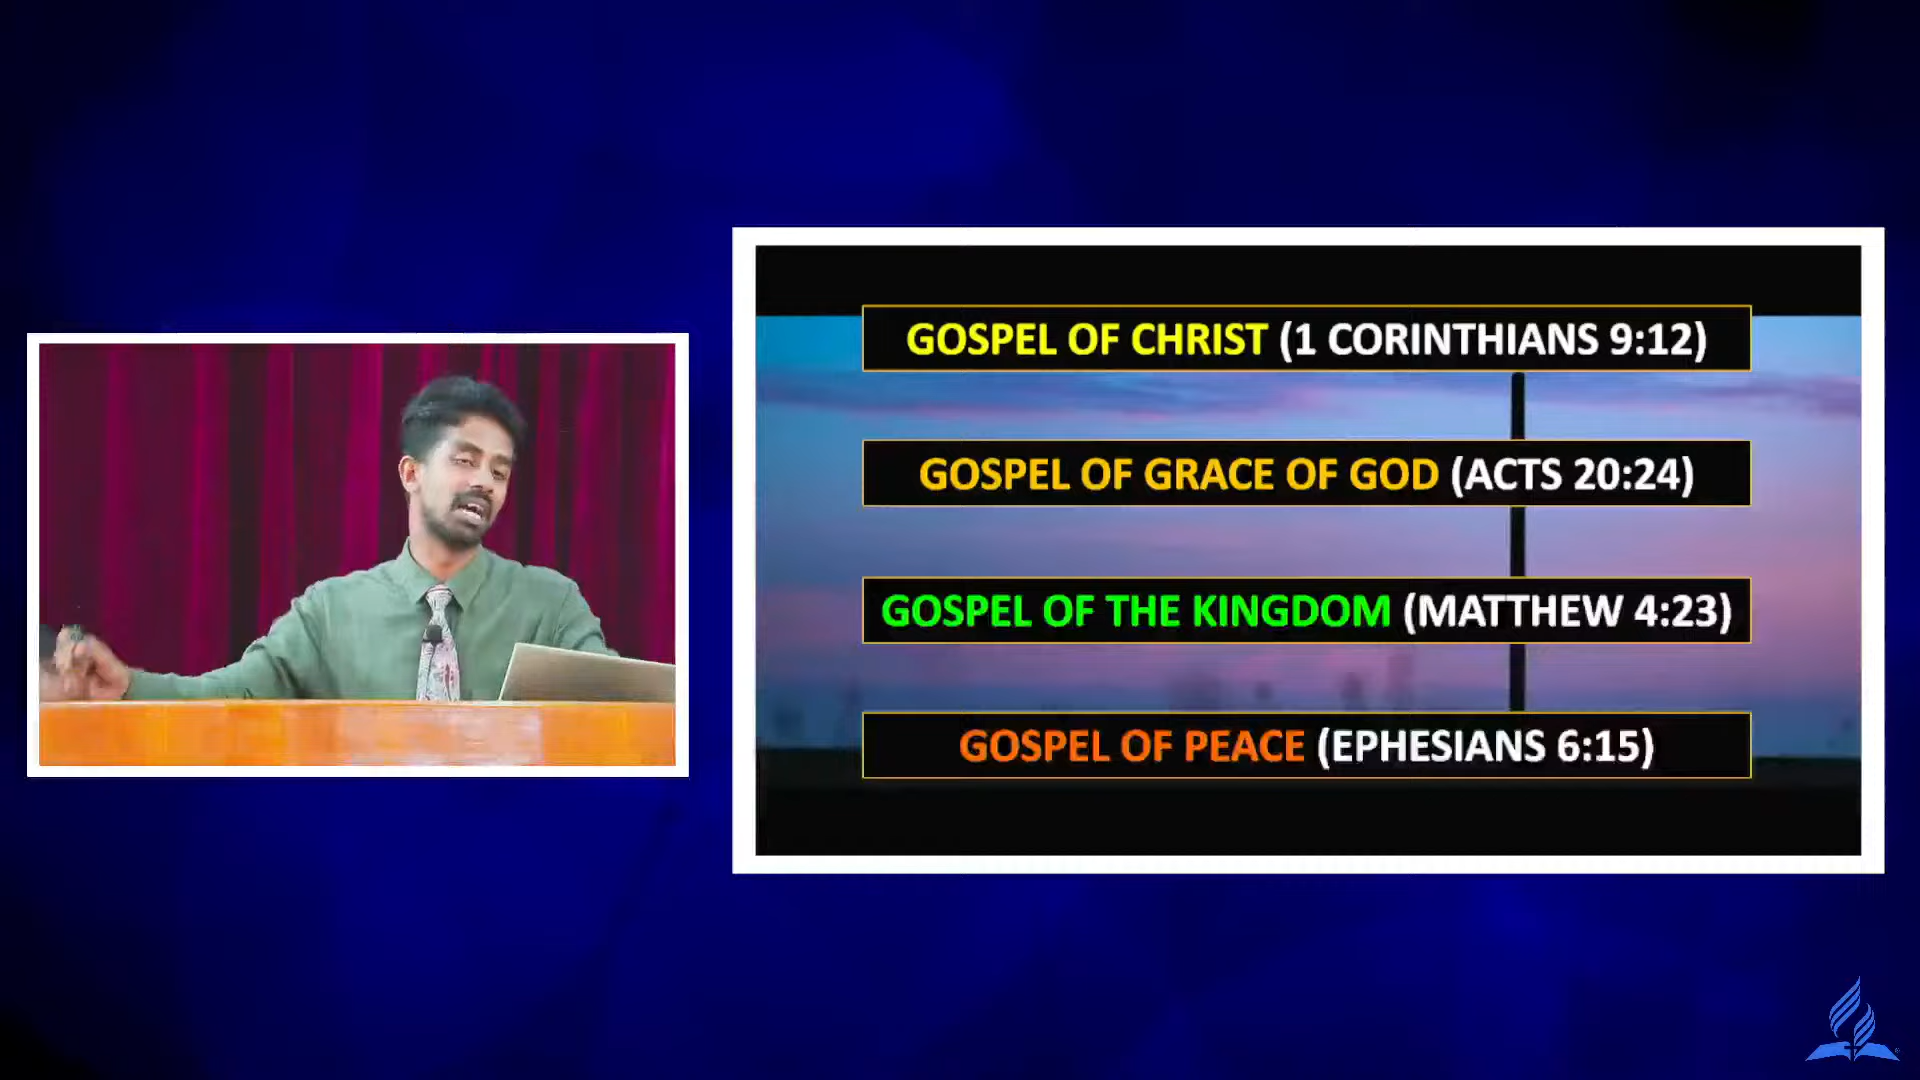 GOSPEL OF CHRIST (1 CORINTHIANS 9:12)
GOSPEL OF GRACE OF GOD (ACTS 20:24)
GOSPEL OF THE KINGDOM (MATTHEW 4:23)
GOSPEL OF PEACE (EPHESIANS 6:15)